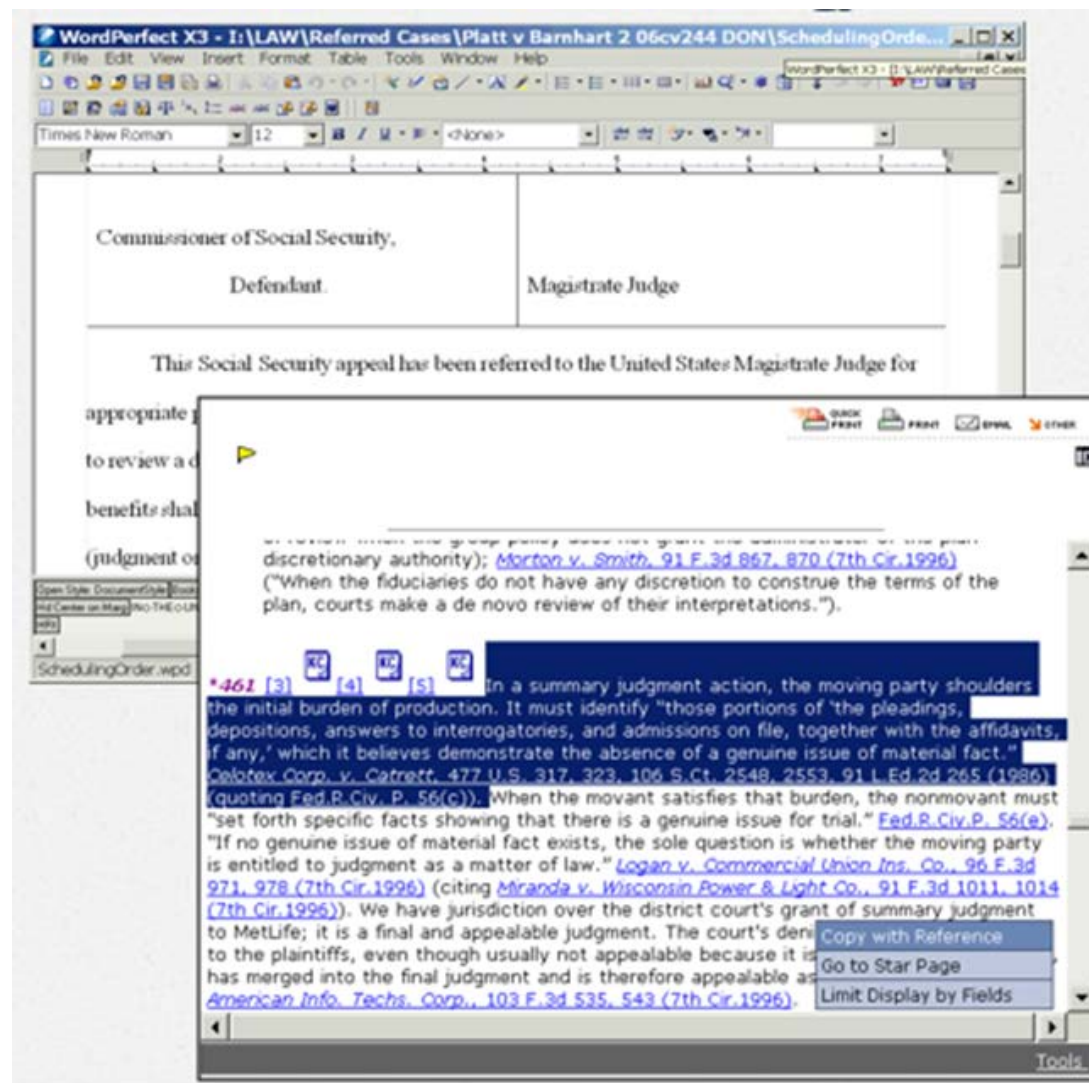 WordPerfect X3 - I:\LAW\Referred Cases\Platt v Barnhart 2 06cv244 DON\SchedulingOrde...
File Edit View Insert Format Table Tools Window Help
WordPerfect X3 - [I:\LAW\Referred Cases
Times New Roman 12 B I U <None>
Commissioner of Social Security,
Defendant. Magistrate Judge
This Social Security appeal has been referred to the United States Magistrate Judge for
appropriate p
QUICK PRINT PRINT EMAIL OTHER
to review a d
benefits shal
(judgment or
discretionary authority); Morton v. Smith, 91 F.3d 867, 870 (7th Cir.1996)
("When the fiduciaries do not have any discretion to construe the terms of the
plan, courts make a de novo review of their interpretations.").
Open Style: DocumentStyle
SchedulingOrder.wpd
KC KC KC
*461 [3] [4] [5] In a summary judgment action, the moving party shoulders
the initial burden of production. It must identify "those portions of 'the pleadings,
depositions, answers to interrogatories, and admissions on file, together with the affidavits,
if any,' which it believes demonstrate the absence of a genuine issue of material fact."
Celotex Corp. v. Catrett, 477 U.S. 317, 323, 106 S.Ct. 2548, 2553, 91 L.Ed.2d 265 (1986)
(quoting Fed.R.Civ. P. 56(c)). When the movant satisfies that burden, the nonmovant must
"set forth specific facts showing that there is a genuine issue for trial." Fed.R.Civ.P. 56(e).
"If no genuine issue of material fact exists, the sole question is whether the moving party
is entitled to judgment as a matter of law." Logan v. Commercial Union Ins. Co., 96 F.3d
971, 978 (7th Cir.1996) (citing Miranda v. Wisconsin Power & Light Co., 91 F.3d 1011, 1014
(7th Cir.1996)). We have jurisdiction over the district court's grant of summary judgment
to MetLife; it is a final and appealable judgment. The court's deni
to the plaintiffs, even though usually not appealable because it is
has merged into the final judgment and is therefore appealable as
American Info. Techs. Corp., 103 F.3d 535, 543 (7th Cir.1996).
Copy with Reference
Go to Star Page
Limit Display by Fields
Tools